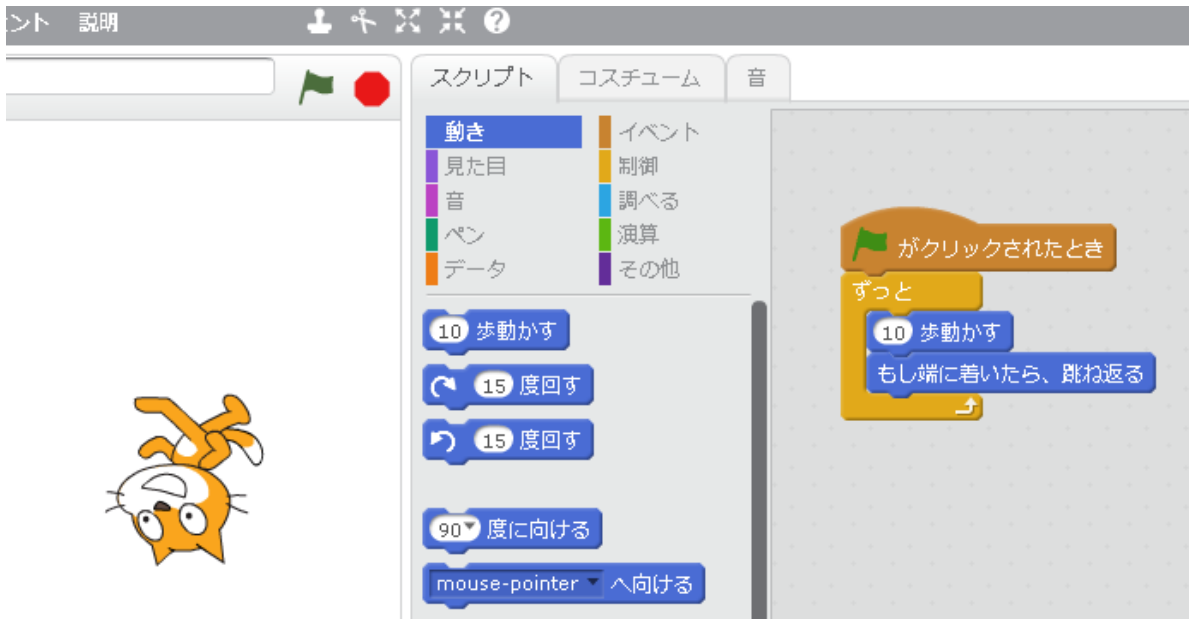 ント 説明
スクリプト コスチューム 音
動き イベント
見た目 制御
音 調べる
ペン 演算
データ その他
10 歩動かす
15 度回す
15 度回す
90 度に向ける
mouse-pointer へ向ける
がクリックされたとき
ずっと
10 歩動かす
もし端に着いたら、跳ね返る